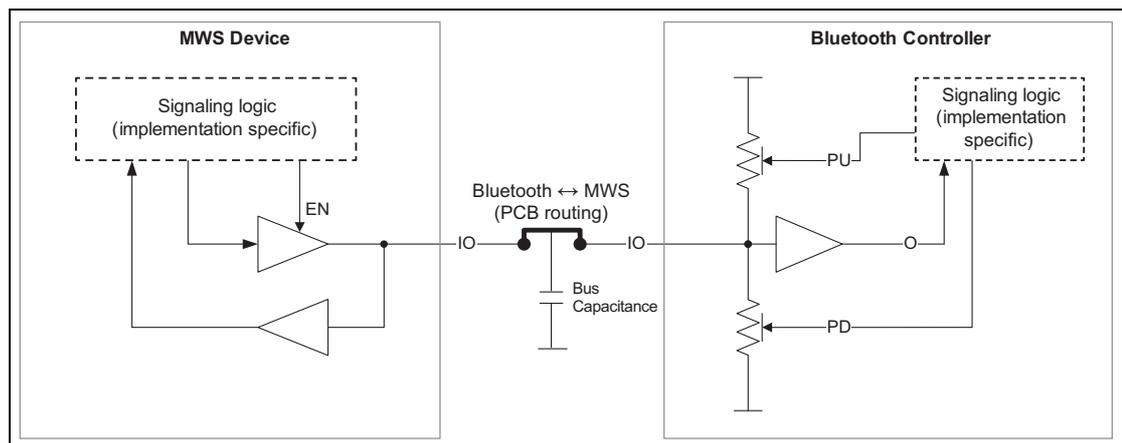 MWS Device
Signaling logic
(implementation specific)
EN
IO
Bluetooth ↔ MWS
(PCB routing)
IO
Bus
Capacitance
Bluetooth Controller
Signaling logic
(implementation
specific)
PU
O
PD